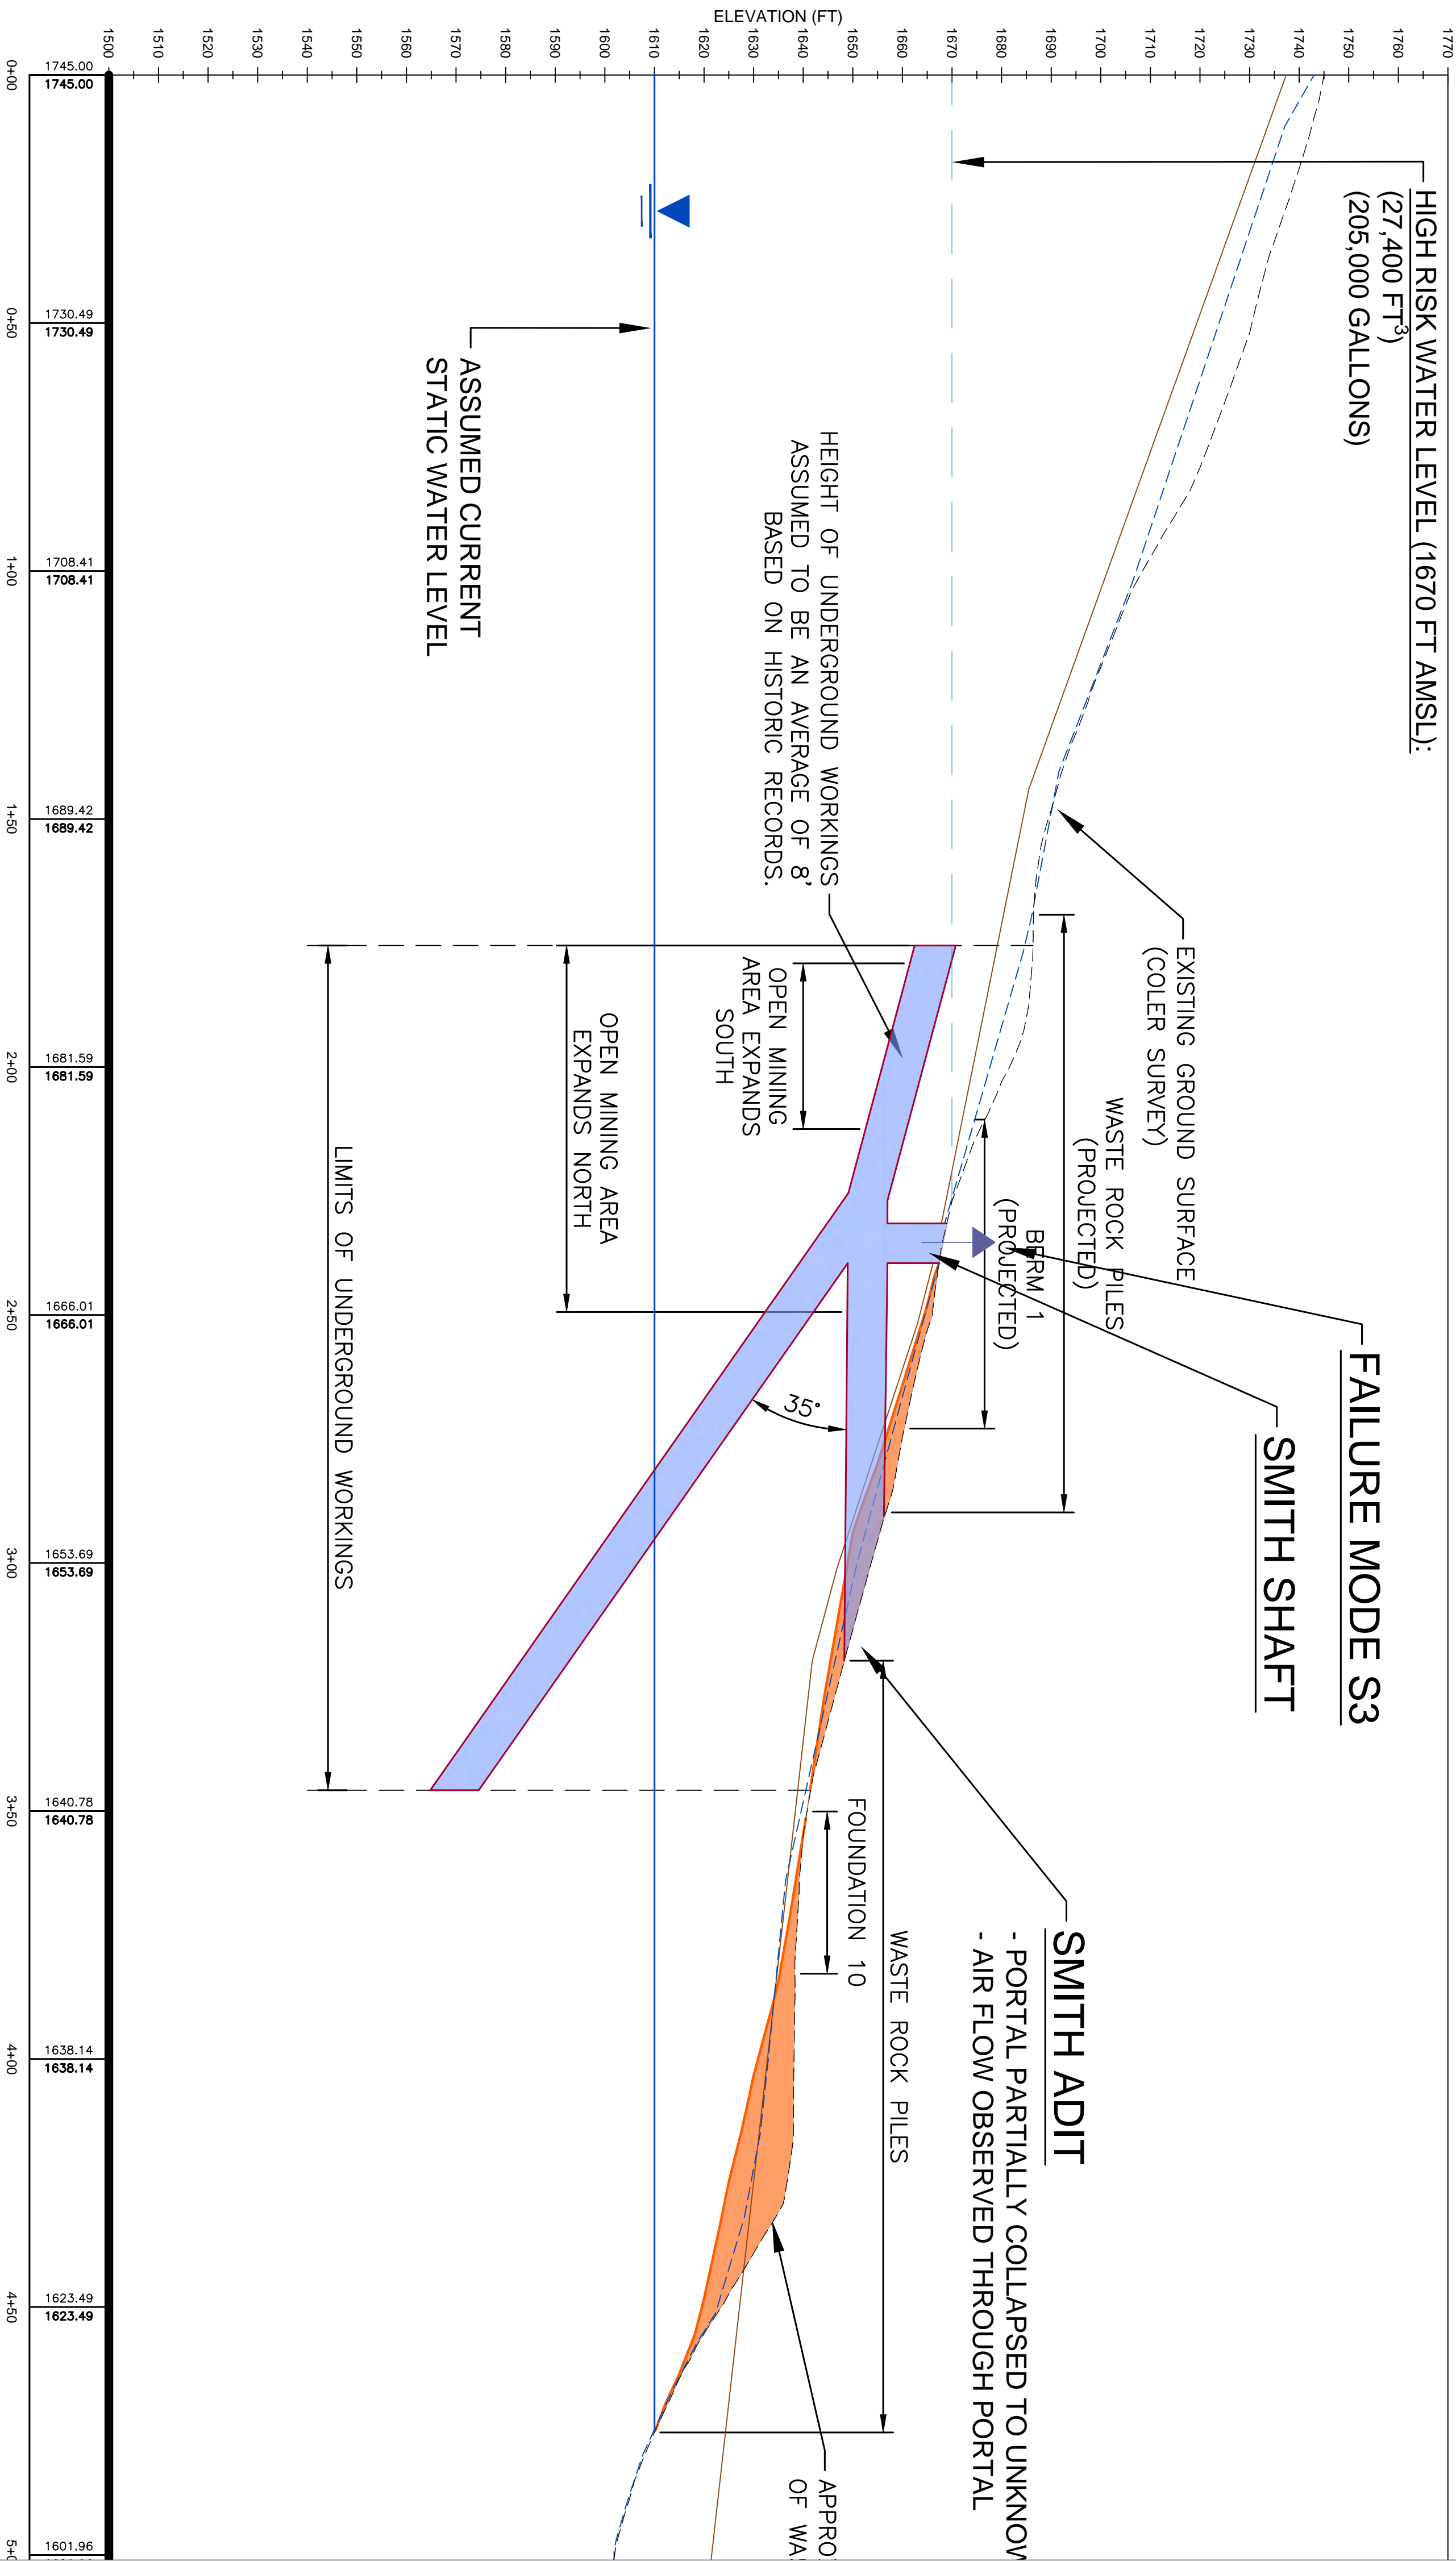 HIGH RISK WATER LEVEL (1670 FT AMSL):
(27,400 FT³)
(205,000 GALLONS)
FAILURE MODE S3
SMITH SHAFT
EXISTING GROUND SURFACE
(COLER SURVEY)
WASTE ROCK PILES
(PROJECTED)
BERM 1
(PROJECTED)
SMITH ADIT
- PORTAL PARTIALLY COLLAPSED TO
- AIR FLOW OBSERVED THROUGH PORTAL
HEIGHT OF UNDERGROUND WORKINGS
ASSUMED TO BE AN AVERAGE OF 8',
BASED ON HISTORIC RECORDS.
OPEN MINING
AREA EXPANDS
SOUTH
OPEN MINING AREA
EXPANDS NORTH
35°
FOUNDATION 10
WASTE ROCK PILES
OF
ASSUMED CURRENT
STATIC WATER LEVEL
LIMITS OF UNDERGROUND WORKINGS
ELEVATION (FT)
1770
1760
1750
1740
1730
1720
1710
1700
1690
1680
1670
1660
1650
1640
1630
1620
1610
1600
1590
1580
1570
1560
1550
1540
1530
1520
1510
1500
1745.00 1730.49 1708.41 1689.42 1681.59 1666.01 1653.69 1640.78 1638.14 1623.49 1601.96
1745.00 1730.49 1708.41 1689.42 1681.59 1666.01 1653.69 1640.78 1638.14 1623.49
0+00 0+50 1+00 1+50 2+00 2+50 3+00 3+50 4+00 4+50